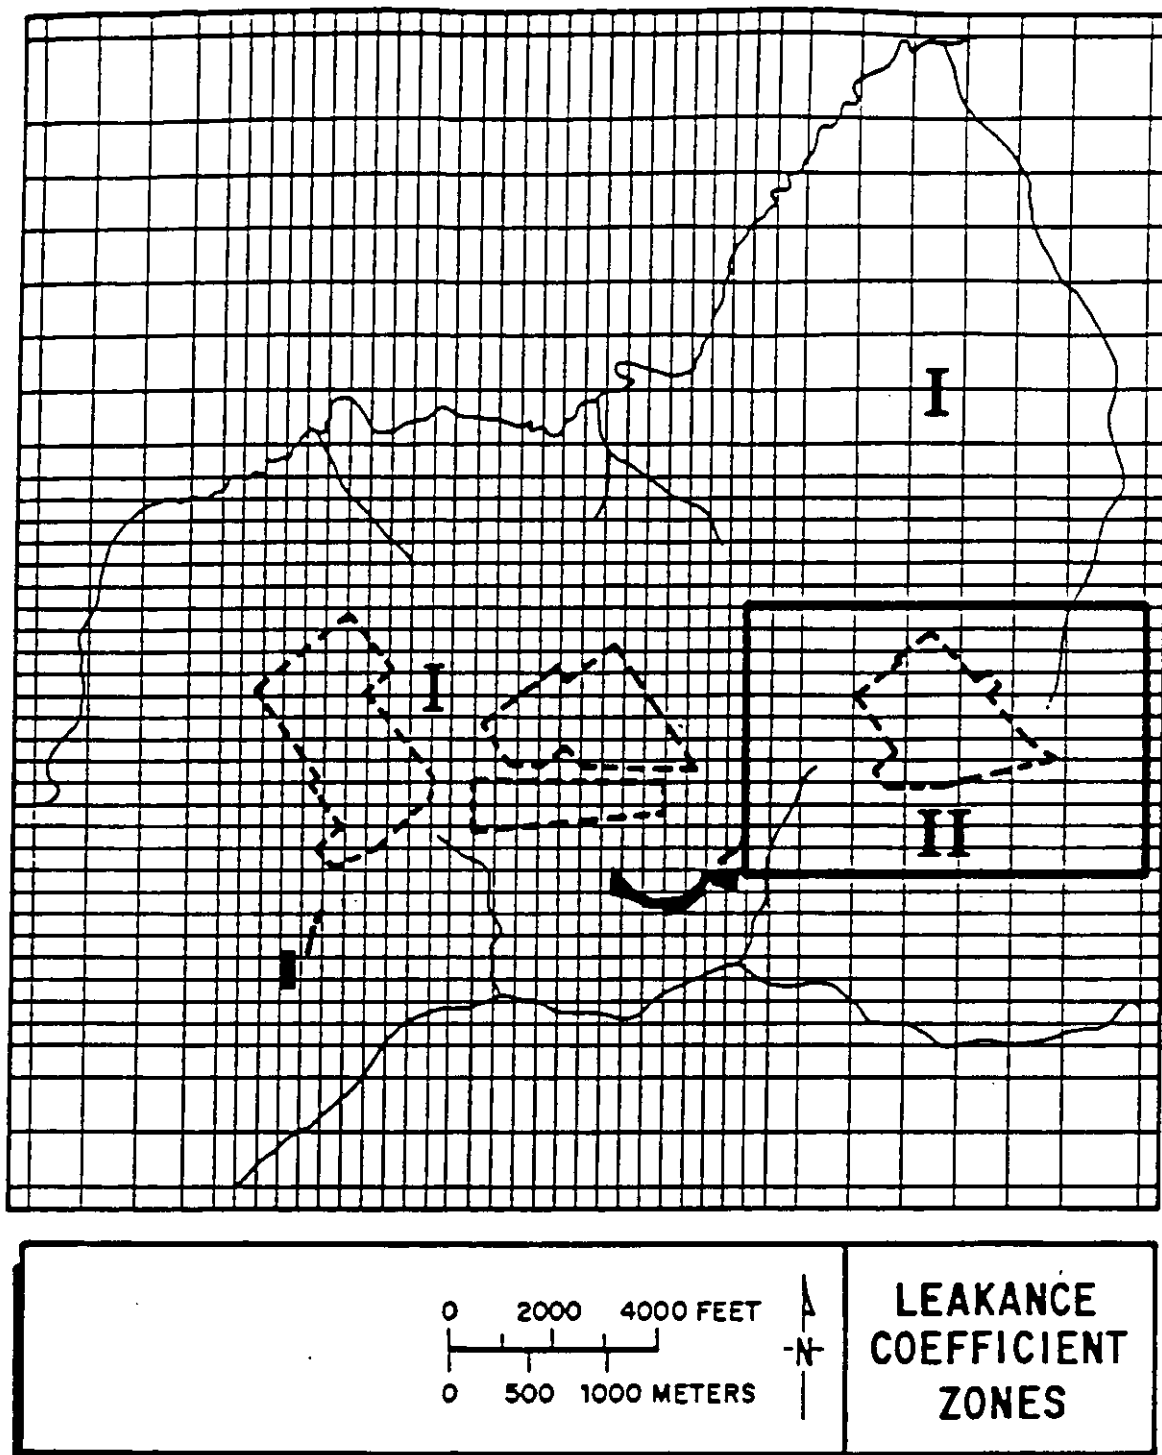 I
I
II
0 2000 4000 FEET
0 500 1000 METERS
N
LEAKANCE
COEFFICIENT
ZONES